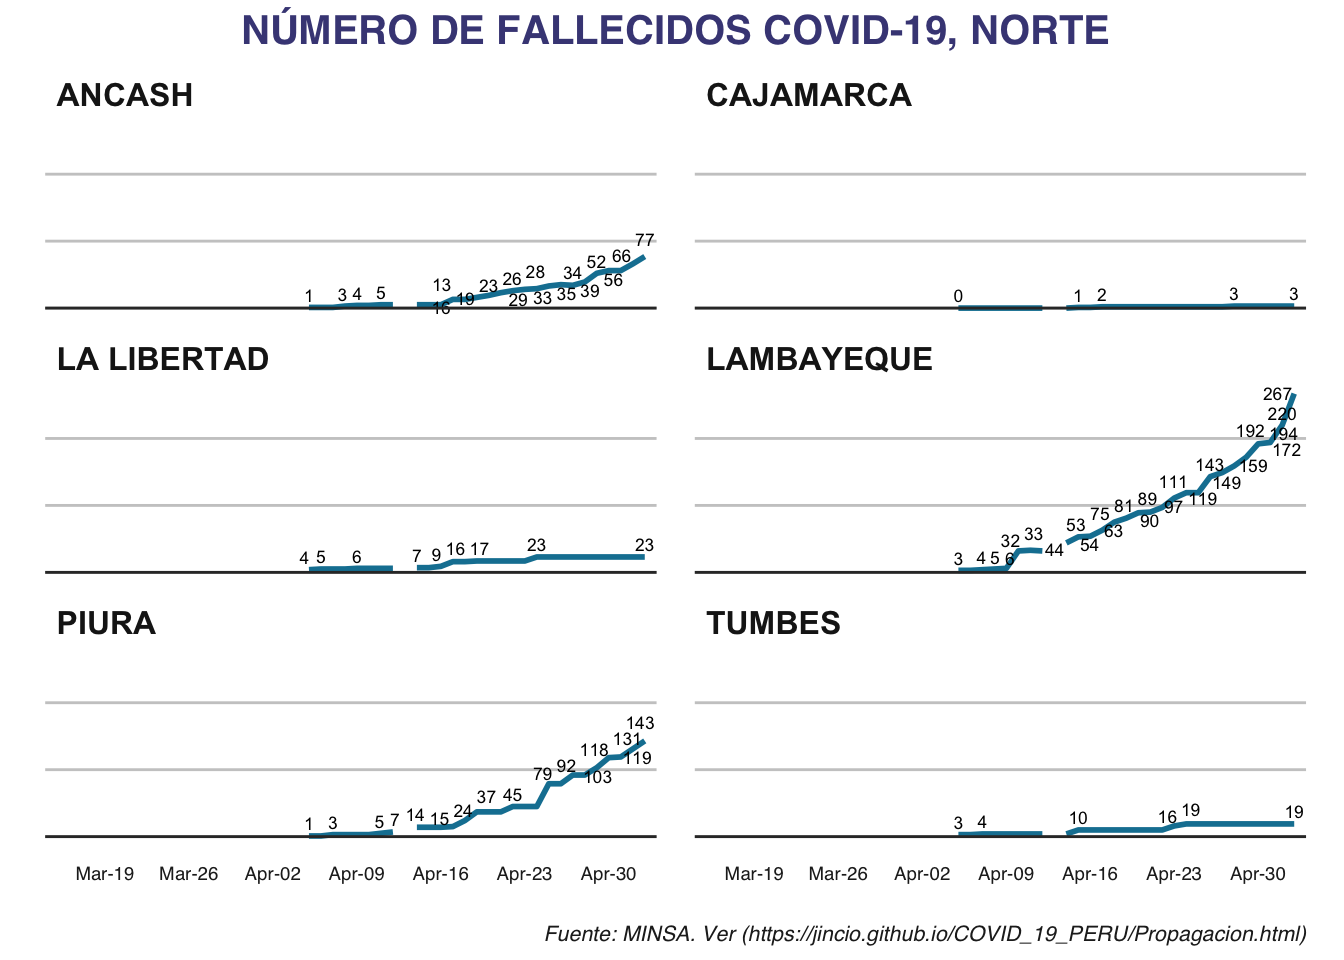 NÚMERO DE FALLECIDOS COVID-19, NORTE
ANCASH
1 3 4 5 13 16 19 23 26 29 28 33 35 34 39 52 56 66 77
CAJAMARCA
0 1 2 3 3
LA LIBERTAD
4 5 6 7 9 16 17 23 23
LAMBAYEQUE
3 4 5 6 32 33 44 53 54 75 63 81 89 90 97 111 119 143 149 159 192 172 194 220 267
PIURA
1 3 5 7 14 15 24 37 45 79 92 103 118 131 119 143
TUMBES
3 4 10 16 19 19
Mar-19 Mar-26 Apr-02 Apr-09 Apr-16 Apr-23 Apr-30
Mar-19 Mar-26 Apr-02 Apr-09 Apr-16 Apr-23 Apr-30
Fuente: MINSA. Ver (https://jincio.github.io/COVID_19_PERU/Propagacion.html)